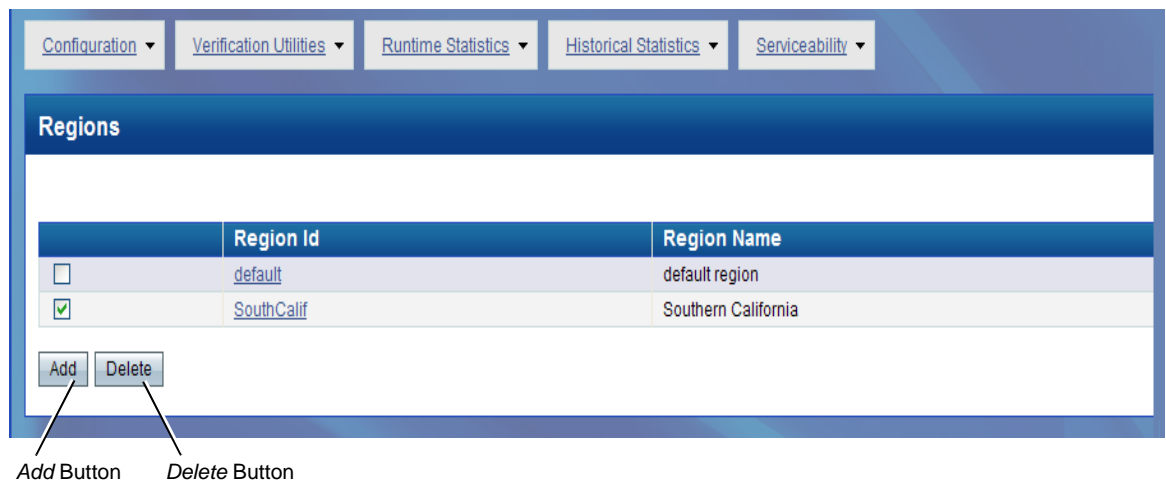 Configuration Verification Utilities Runtime Statistics Historical Statistics Serviceability
Regions
Region Id Region Name
default default region
SouthCalif Southern California
Add Delete
Add Button Delete Button